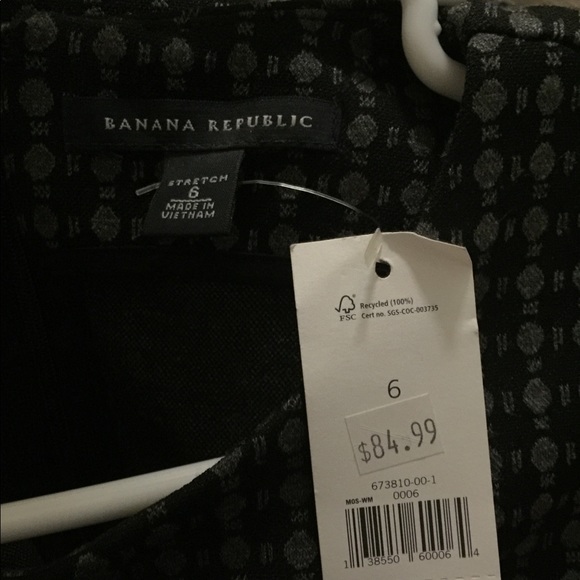 BANANA REPUBLIC
STRETCH
6
MADE IN
VIETNAM
FSC
Recycled (100%)
Cert no. SGS-COC-003735
6
$84.99
673810-00-1
M0S-WM
0006
1 38550 60006 4